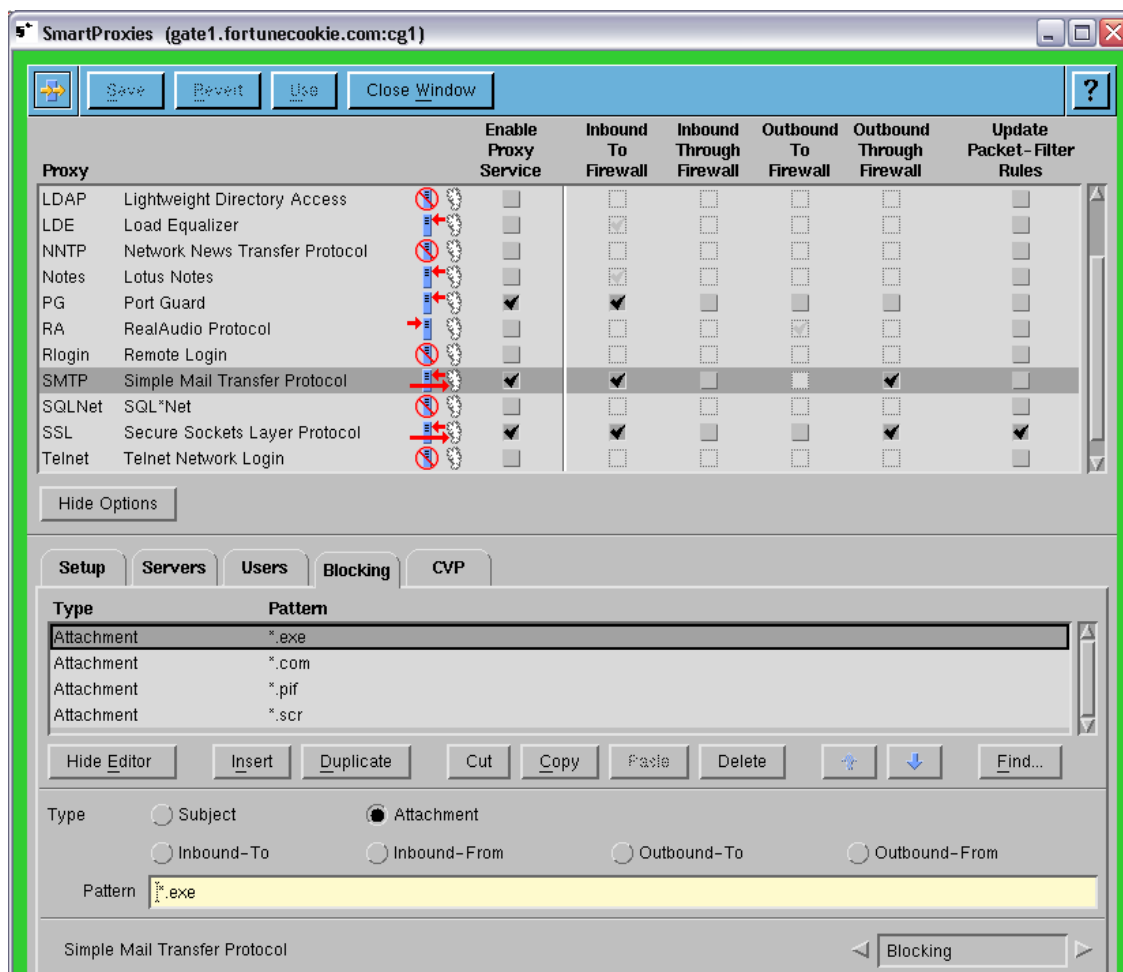 SmartProxies (gate1.fortunecookie.com:cg1)
Save Revert Use Close Window ?
Proxy Enable Proxy Service Inbound To Firewall Inbound Through Firewall Outbound To Firewall Outbound Through Firewall Update Packet-Filter Rules
LDAP Lightweight Directory Access
LDE Load Equalizer
NNTP Network News Transfer Protocol
Notes Lotus Notes
PG Port Guard
RA RealAudio Protocol
Rlogin Remote Login
SMTP Simple Mail Transfer Protocol
SQLNet SQL*Net
SSL Secure Sockets Layer Protocol
Telnet Telnet Network Login
Hide Options
Setup Servers Users Blocking CVP
Type Pattern
Attachment *.exe
Attachment *.com
Attachment *.pif
Attachment *.scr
Hide Editor Insert Duplicate Cut Copy Paste Delete Find...
Type Subject Attachment
Inbound-To Inbound-From Outbound-To Outbound-From
Pattern *.exe
Simple Mail Transfer Protocol Blocking